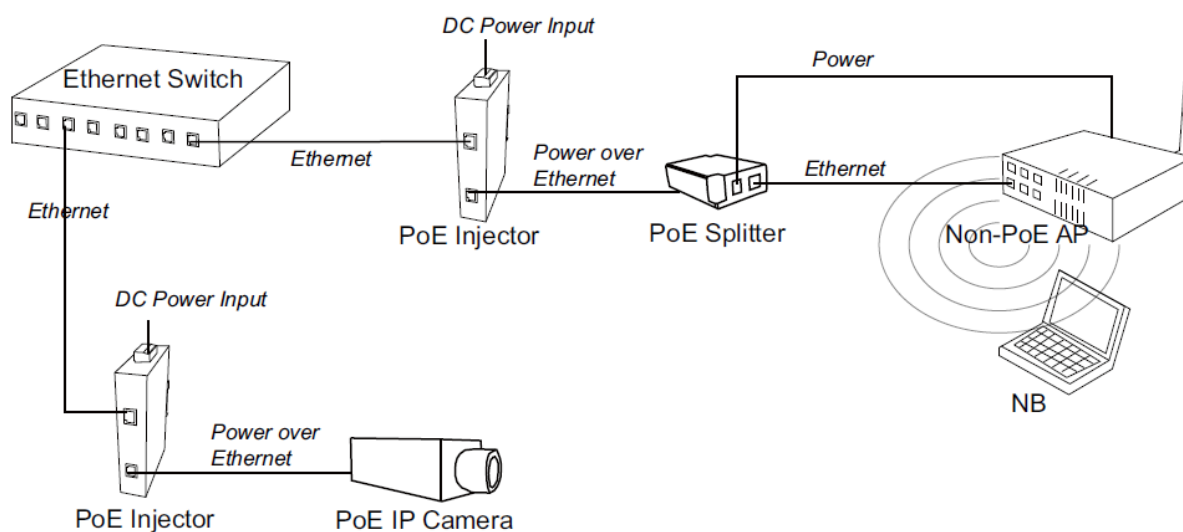 DC Power Input
Ethernet Switch
Power
Ethernet
Power over
Ethernet
Ethernet
Ethernet
PoE Injector
PoE Splitter
Non-PoE AP
DC Power Input
NB
Power over
Ethernet
PoE Injector
PoE IP Camera